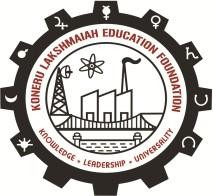 KONERU LAKSHMAIAH EDUCATION FOUNDATION
KNOWLEDGE • LEADERSHIP • UNIVERSALITY